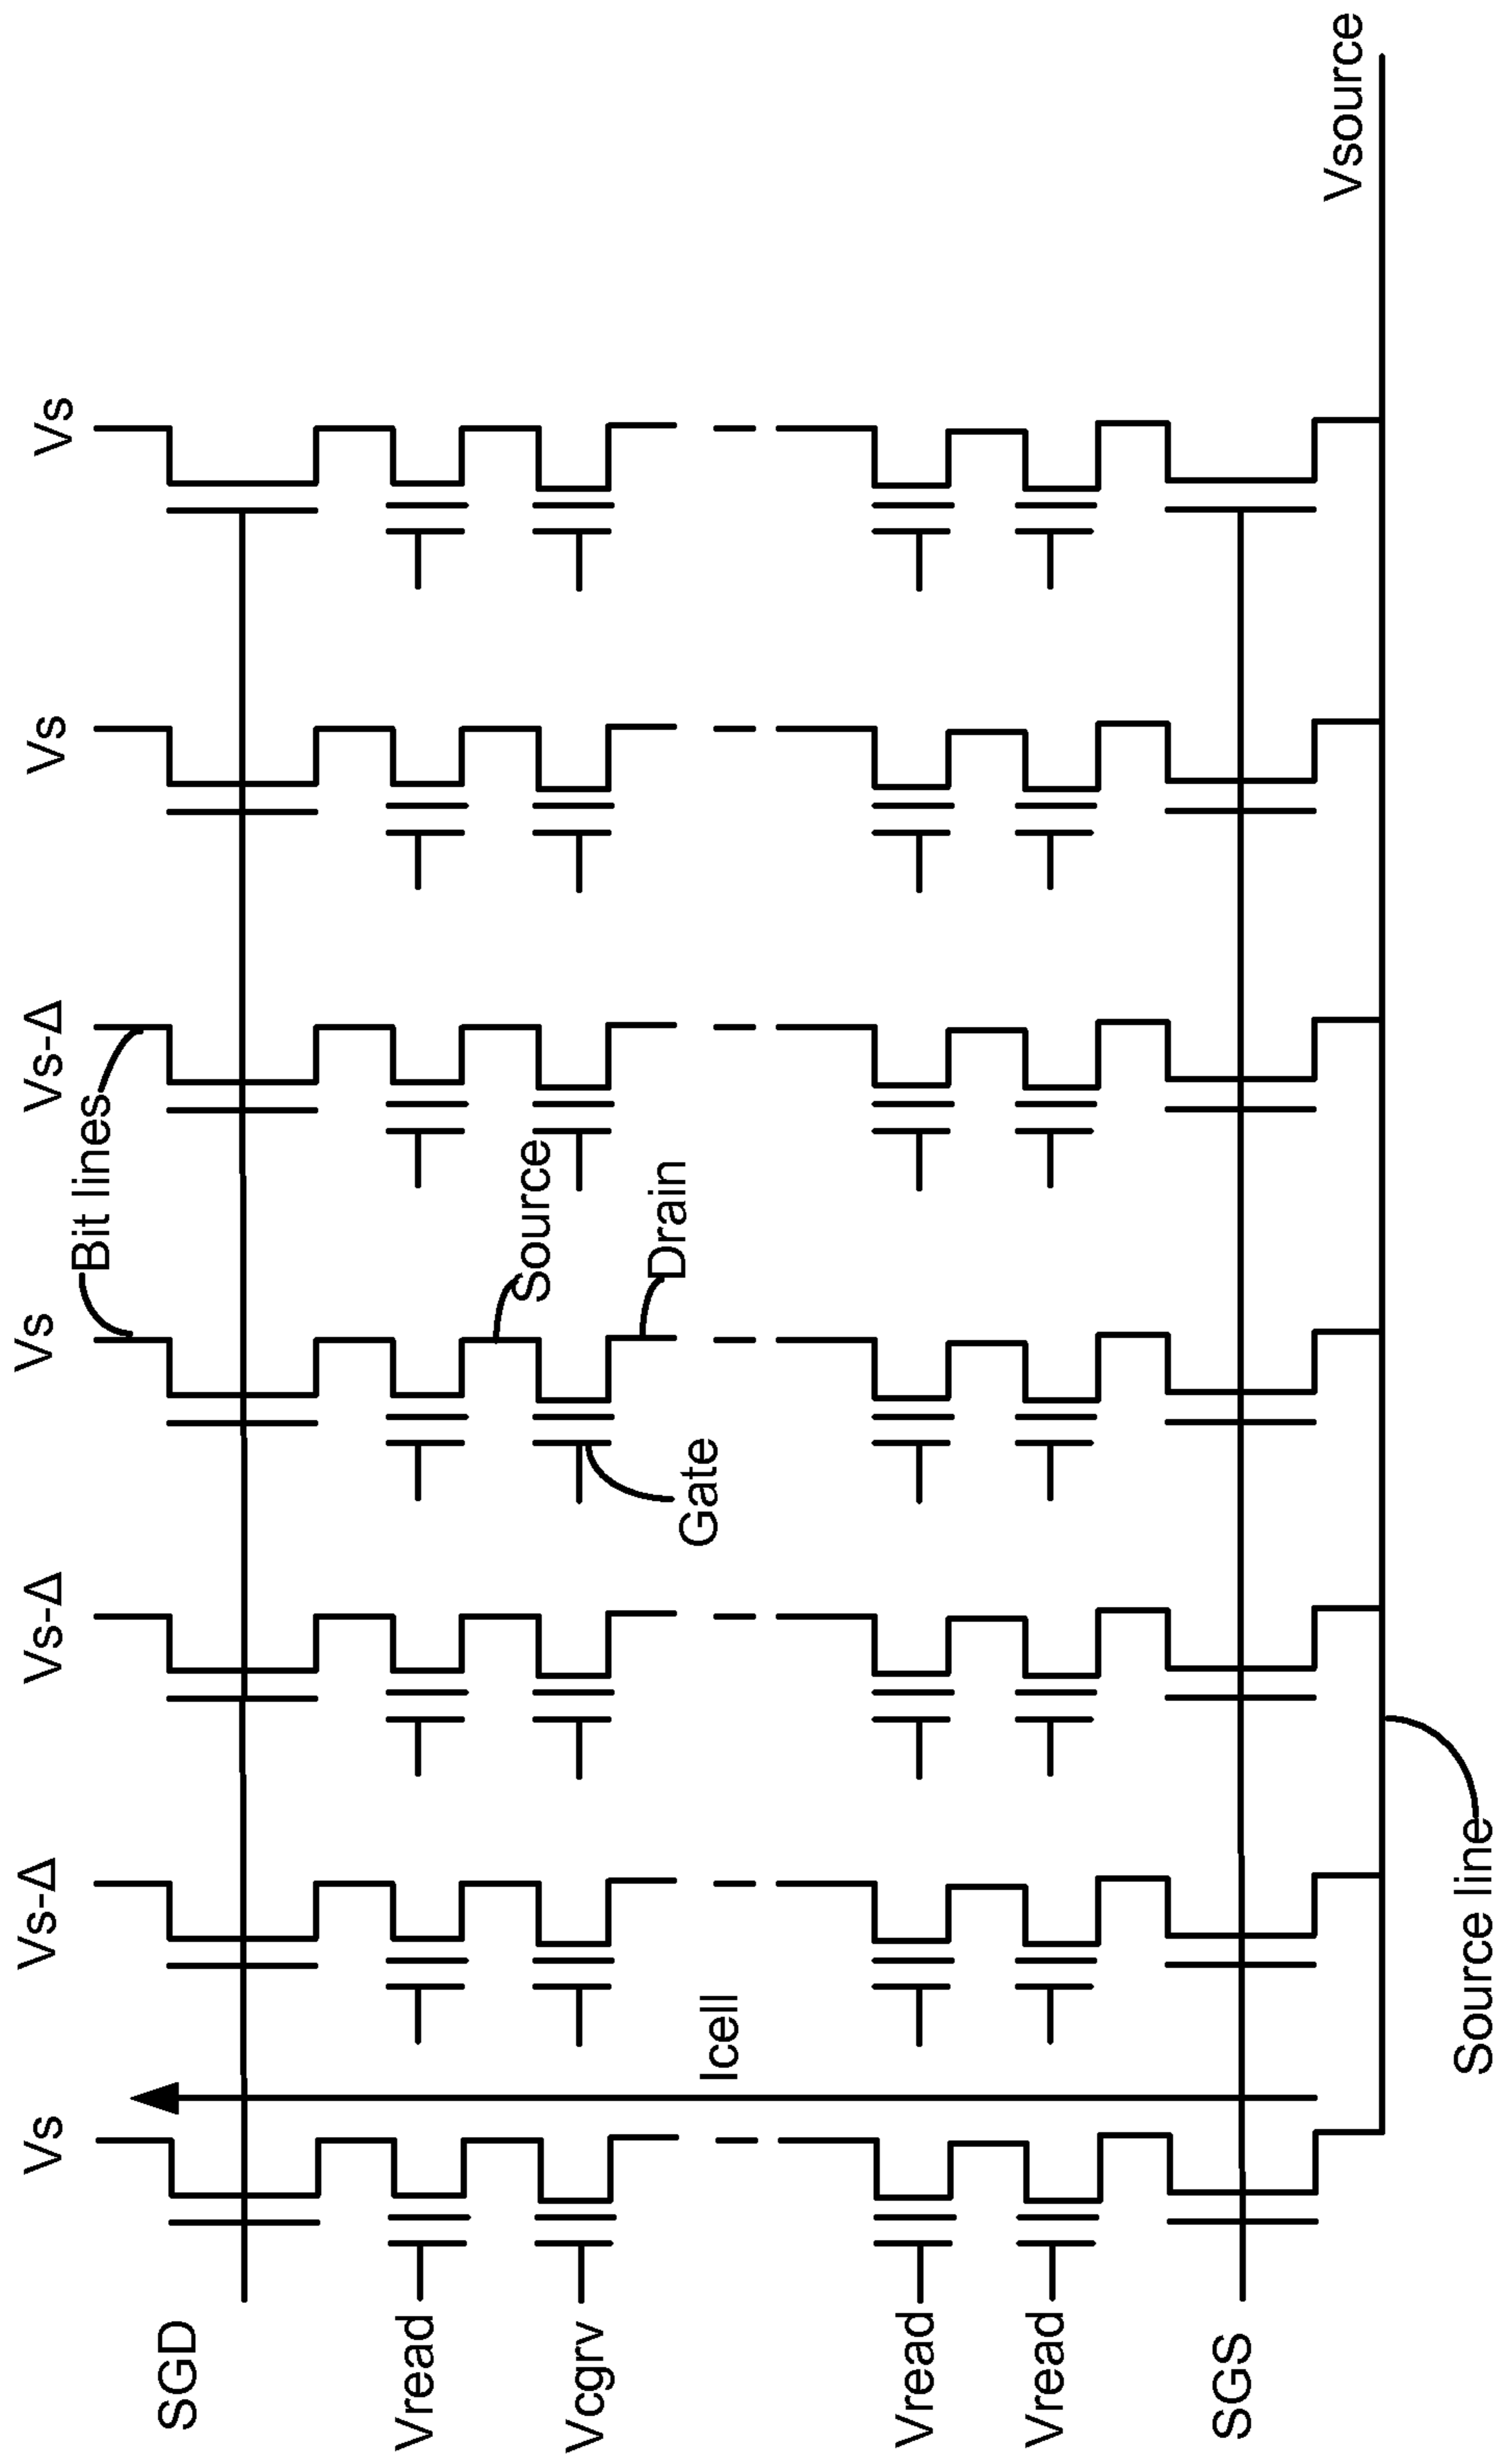 Vs
Vs-Δ
Vs-Δ
Vs
Vs-Δ
Vs
Vs
Bit lines
SGD
Vread
Source
Vcgrv
Drain
Gate
Icell
Vread
Vread
SGS
Vsource
Source line